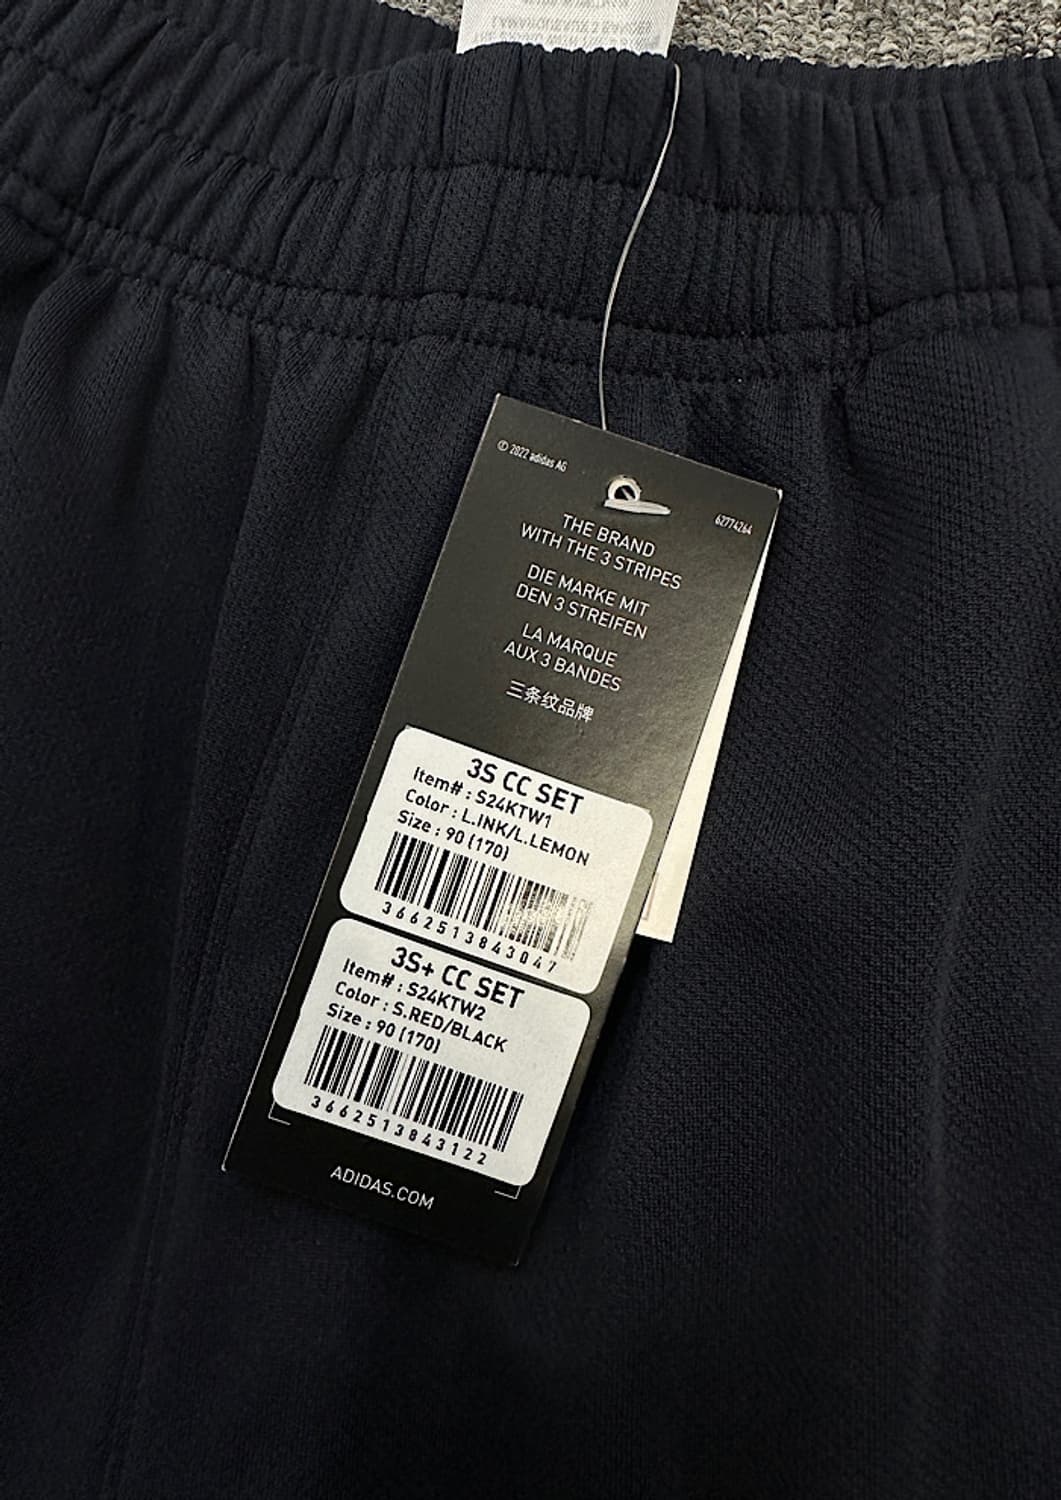 © 2022 adidas AG
62774264
THE BRAND
WITH THE 3 STRIPES
DIE MARKE MIT
DEN 3 STREIFEN
LA MARQUE
AUX 3 BANDES
三条纹品牌
3S CC SET
Item# : S24KTW1
Color : L.INK/L.LEMON
Size : 90 (170)
3662513843047
3S+ CC SET
Item# : S24KTW2
Color : S.RED/BLACK
Size : 90 (170)
3662513843122
ADIDAS.COM